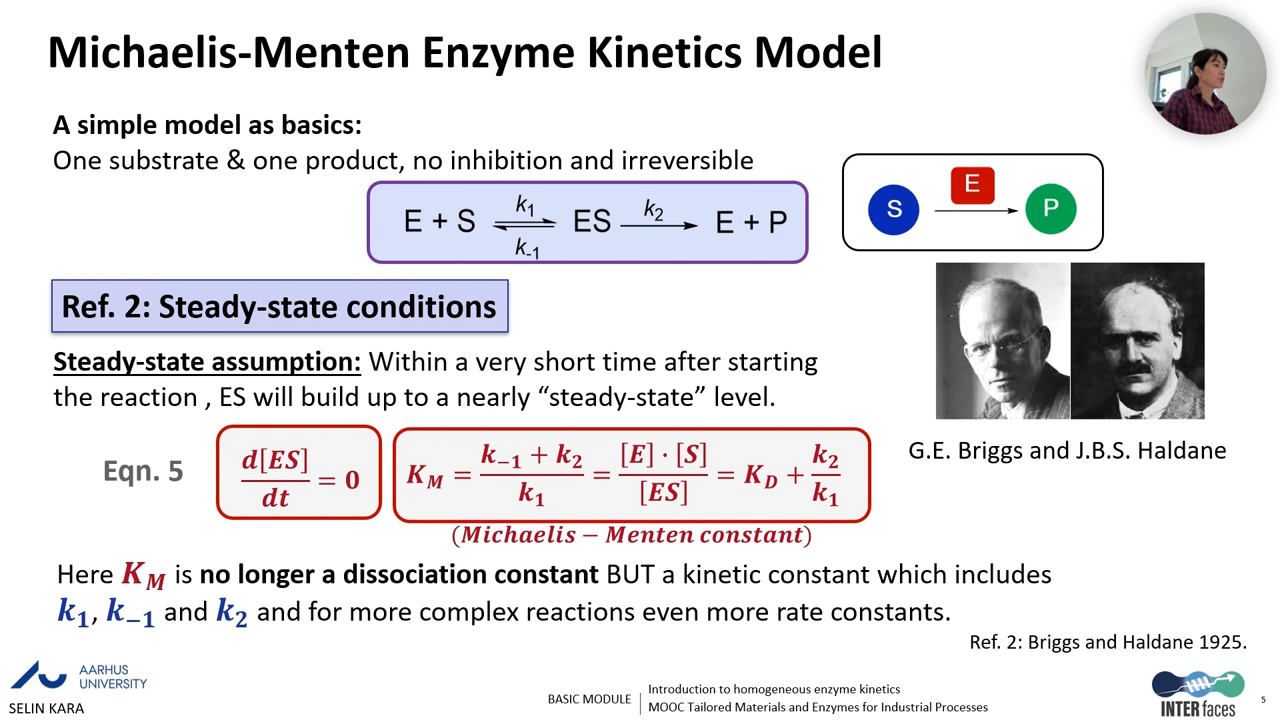 Michaelis-Menten Enzyme Kinetics Model
A simple model as basics:
One substrate & one product, no inhibition and irreversible
E + S k₁ k₋₁ ES k₂ E + P
S E P
Ref. 2: Steady-state conditions
Steady-state assumption: Within a very short time after starting
the reaction , ES will build up to a nearly “steady-state” level.
G.E. Briggs and J.B.S. Haldane
Eqn. 5 d[ES]/dt = 0 K_M = (k₋₁ + k₂)/k₁ = [E] · [S]/[ES] = K_D + k₂/k₁
(Michaelis − Menten constant)
Here K_M is no longer a dissociation constant BUT a kinetic constant which includes
k₁, k₋₁ and k₂ and for more complex reactions even more rate constants.
Ref. 2: Briggs and Haldane 1925.
AARHUS
UNIVERSITY
SELIN KARA
BASIC MODULE
Introduction to homogeneous enzyme kinetics
MOOC Tailored Materials and Enzymes for Industrial Processes
INTERfaces
5